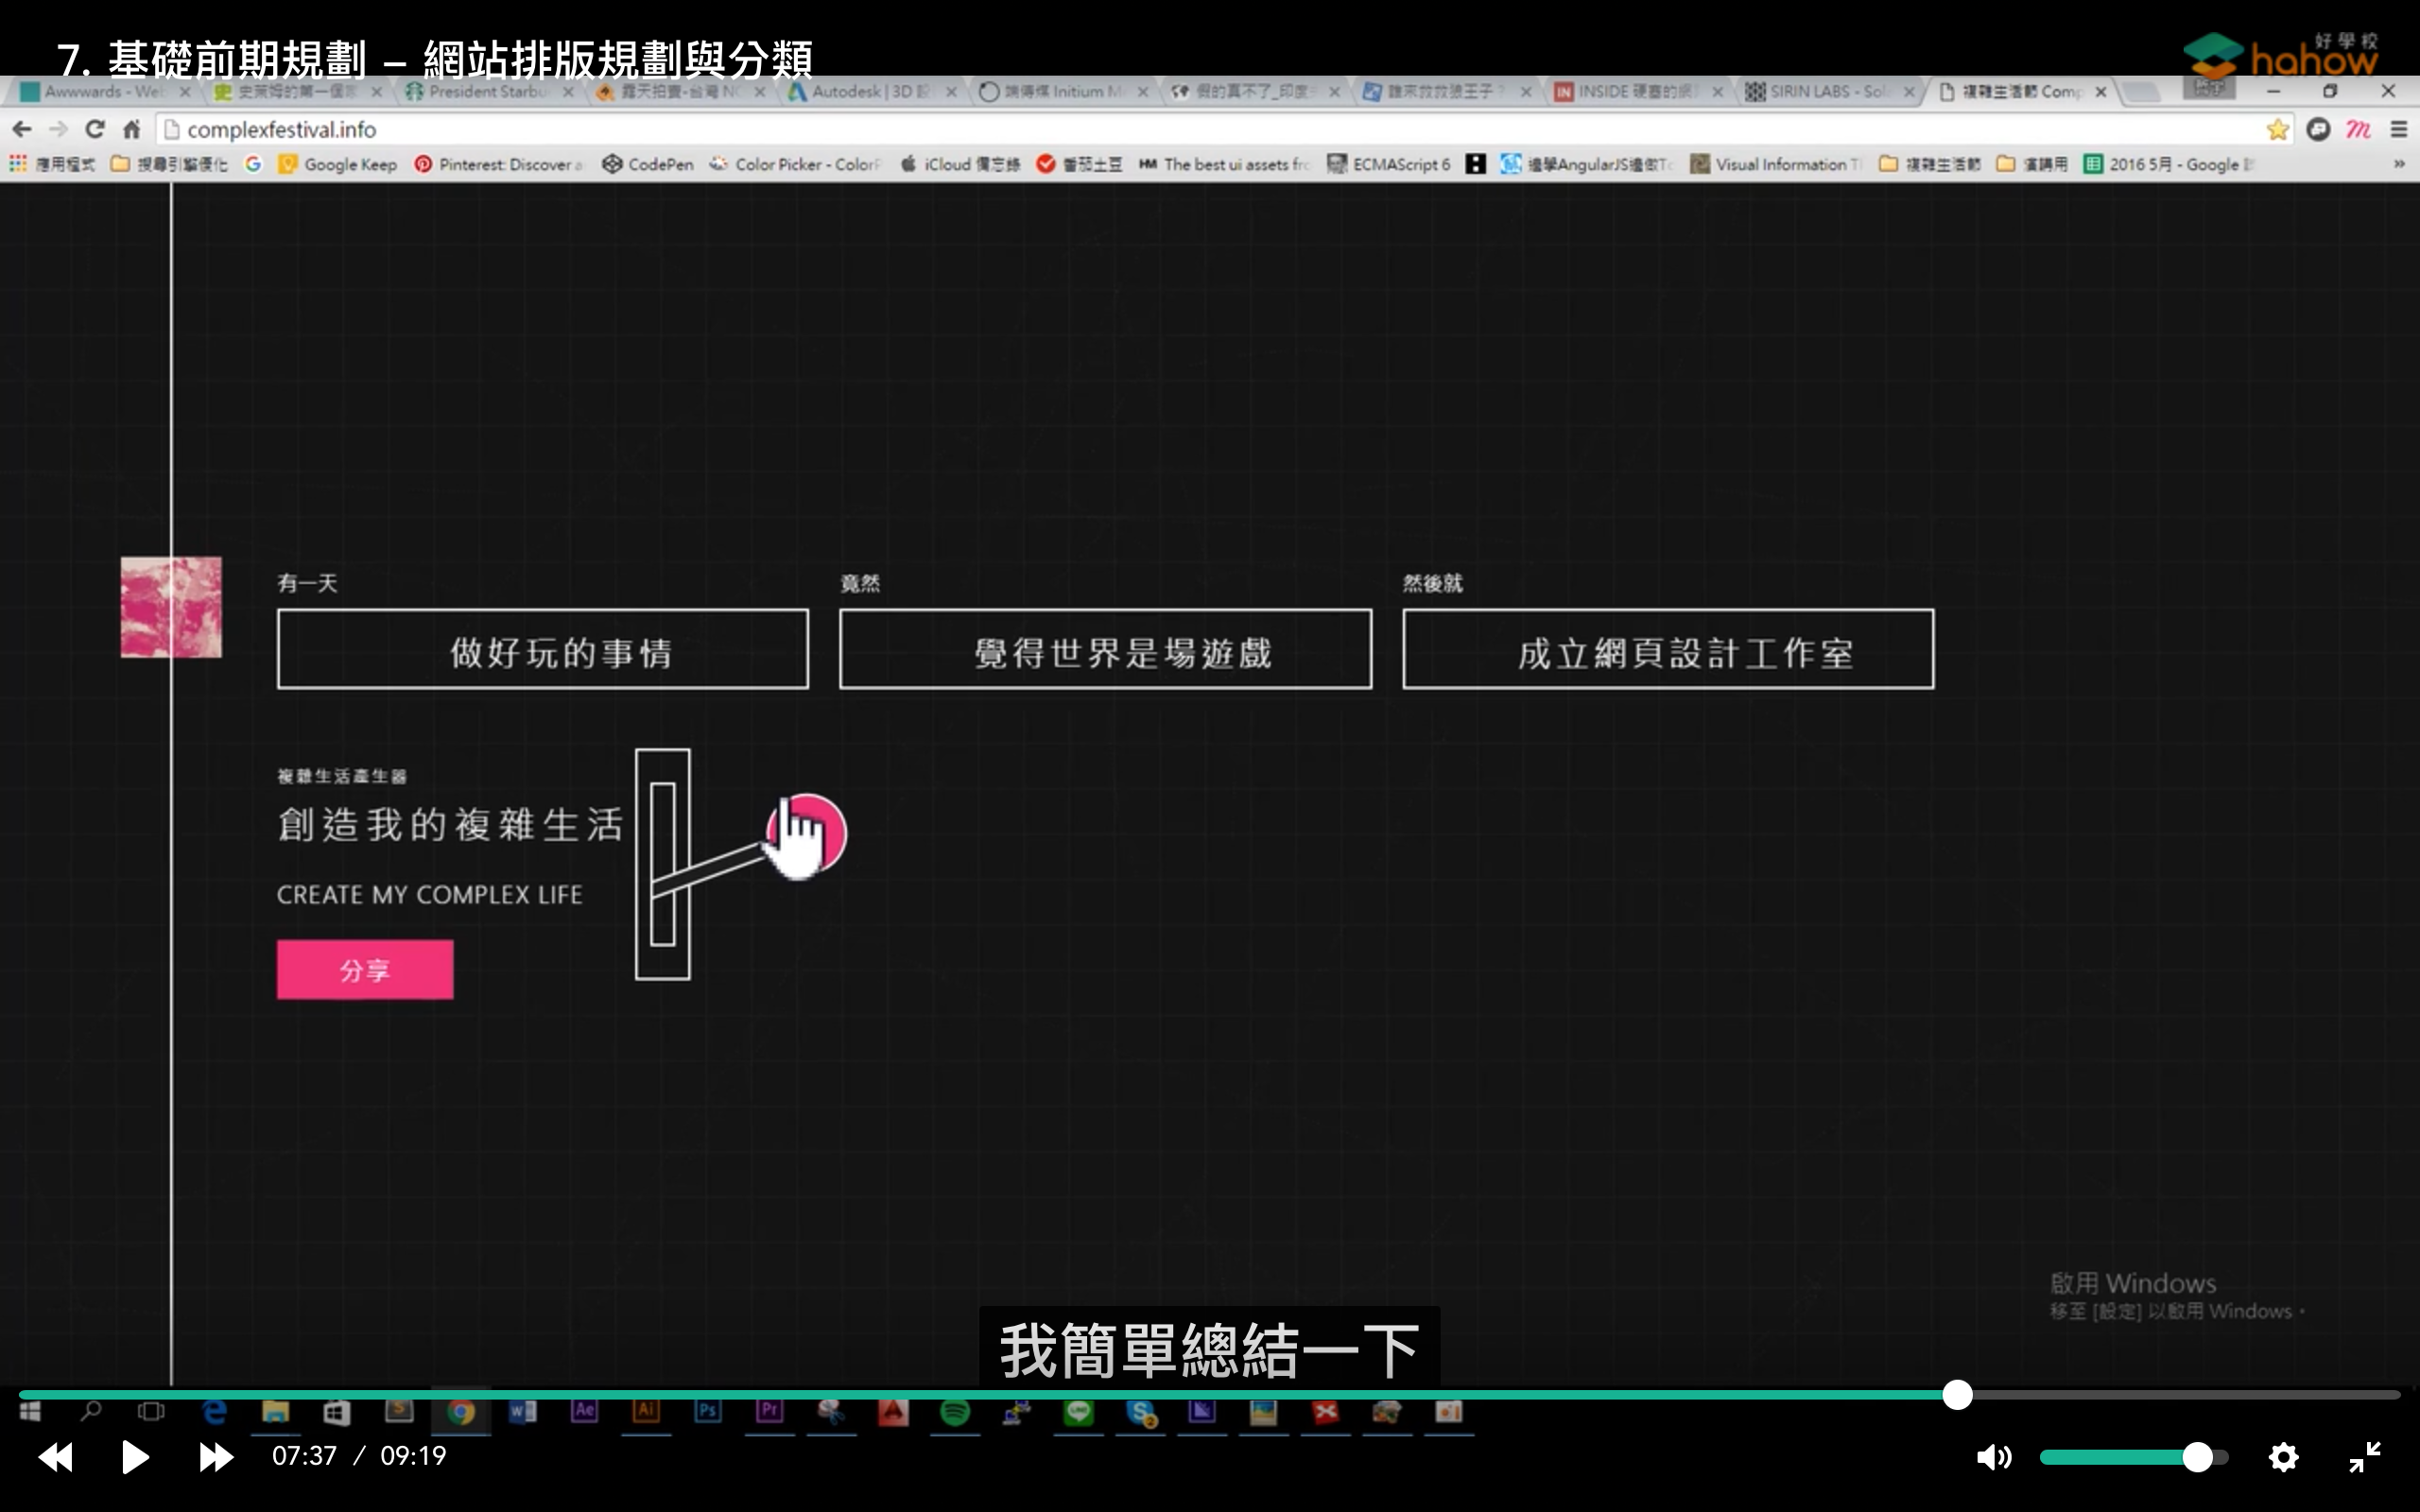 7. 基礎前期規劃 – 網站排版規劃與分類
好學校
hahow
Awwwards - Web
史萊姆的第一個家
President Starbu
露天拍賣-台灣 NO
Autodesk | 3D 設
端傳媒 Initium M
假的真不了_印度
誰來救救狼王子？
INSIDE 硬塞的網
SIRIN LABS - Sol
複雜生活節 Comp
complexfestival.info
應用程式
搜尋引擎優化
Google Keep
Pinterest: Discover a
CodePen
Color Picker - ColorP
iCloud 備忘錄
番茄土豆
HM The best ui assets fro
ECMAScript 6
邊學AngularJS邊做To
Visual Information T
複雜生活節
演講用
2016 5月 - Google
有一天
竟然
然後就
做好玩的事情
覺得世界是場遊戲
成立網頁設計工作室
複雜生活產生器
創造我的複雜生活
CREATE MY COMPLEX LIFE
分享
啟用 Windows
移至 [設定] 以啟用 Windows。
我簡單總結一下
07:37 / 09:19